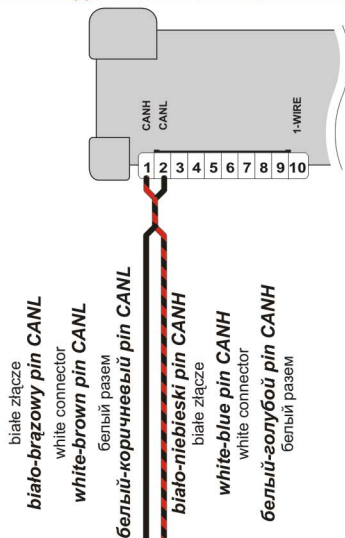 CANH
CANL
1-WIRE
1 2 3 4 5 6 7 8 9 10
białe złącze
biało-brązowy pin CANL
white connector
white-brown pin CANL
белый разем
белый-коричневый pin CANL
biało-niebieski pin CANH
białe złącze
white-blue pin CANH
white connector
белый-голубой pin CANH
белый разем